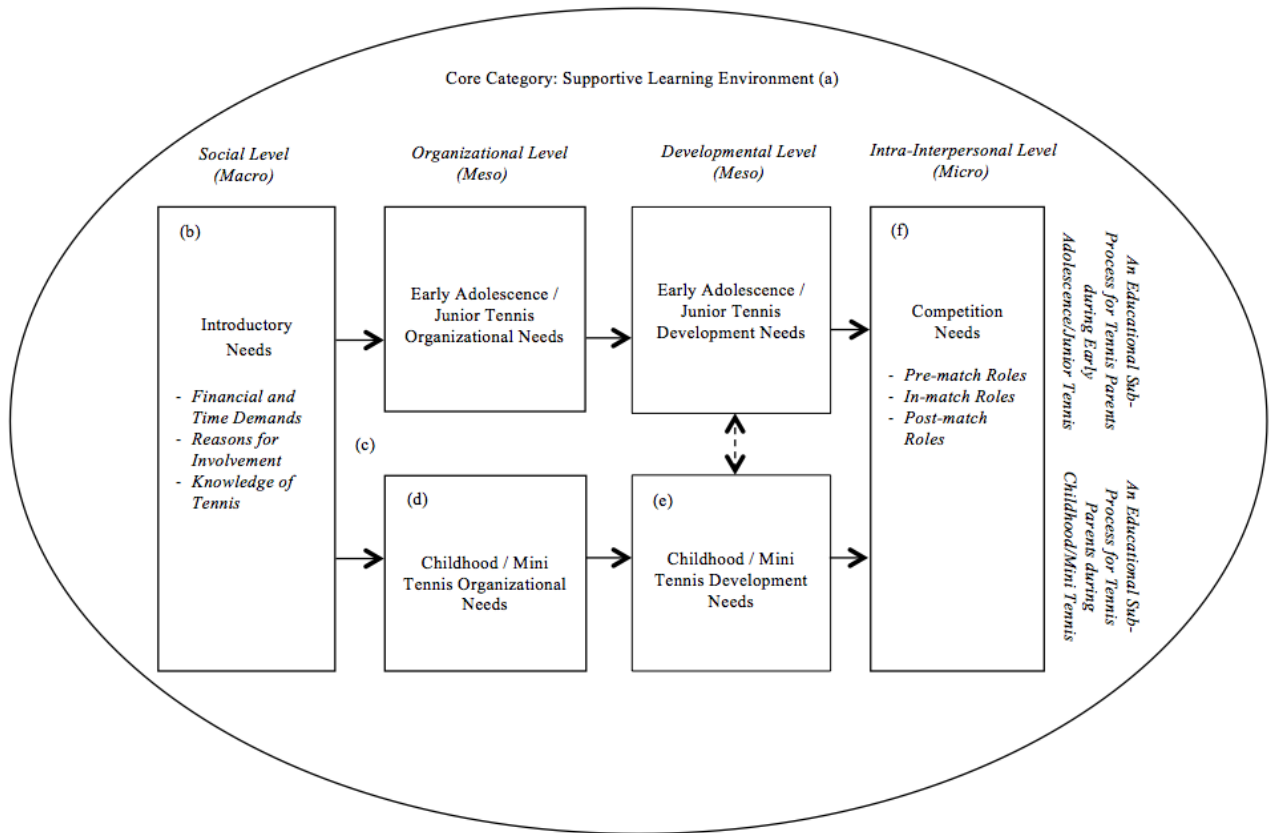 Core Category: Supportive Learning Environment (a)
Social Level
(Macro)
Organizational Level
(Meso)
Developmental Level
(Meso)
Intra-Interpersonal Level
(Micro)
(b)
Introductory
Needs
- Financial and
Time Demands
- Reasons for
Involvement
- Knowledge of
Tennis
Early Adolescence /
Junior Tennis
Organizational Needs
Early Adolescence /
Junior Tennis
Development Needs
(f)
Competition
Needs
- Pre-match Roles
- In-match Roles
- Post-match
Roles
An Educational Sub-
Process for Tennis Parents
during Early
Adolescence/Junior Tennis
(c)
(d)
Childhood / Mini
Tennis Organizational
Needs
(e)
Childhood / Mini
Tennis Development
Needs
An Educational Sub-
Process for Tennis
Parents during
Childhood/Mini Tennis